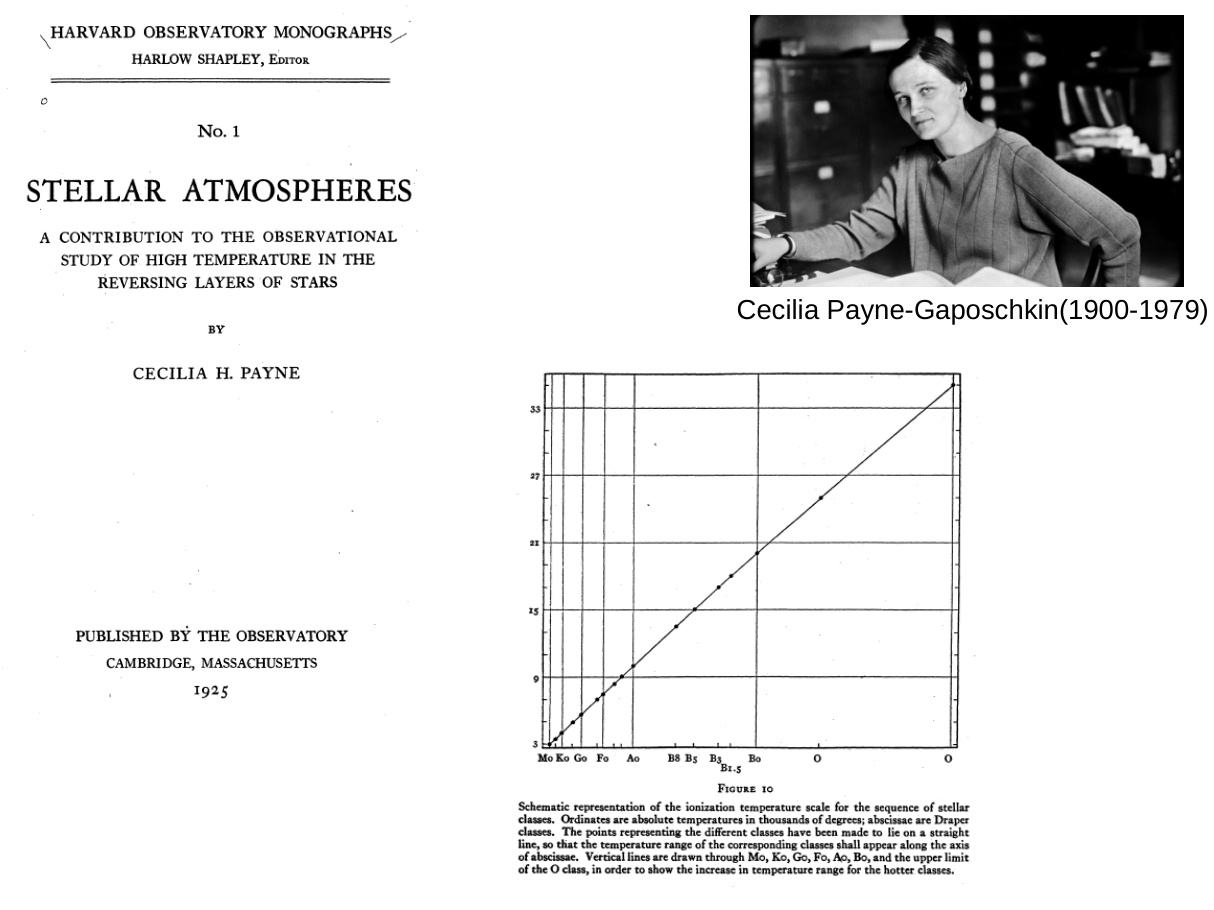 HARVARD OBSERVATORY MONOGRAPHS
HARLOW SHAPLEY, EDITOR
No. 1
STELLAR ATMOSPHERES
A CONTRIBUTION TO THE OBSERVATIONAL
STUDY OF HIGH TEMPERATURE IN THE
REVERSING LAYERS OF STARS
BY
CECILIA H. PAYNE
PUBLISHED BY THE OBSERVATORY
CAMBRIDGE, MASSACHUSETTS
1925
Cecilia Payne-Gaposchkin(1900-1979)
33
27
21
15
9
3
Mo Ko Go Fo Ao B8 B5 B3 Bo O O
B1.5
FIGURE 10
Schematic representation of the ionization temperature scale for the sequence of stellar
classes. Ordinates are absolute temperatures in thousands of degrees; abscissae are Draper
classes. The points representing the different classes have been made to lie on a straight
line, so that the temperature range of the corresponding classes shall appear along the axis
of abscissae. Vertical lines are drawn through Mo, Ko, Go, Fo, Ao, Bo, and the upper limit
of the O class, in order to show the increase in temperature range for the hotter classes.